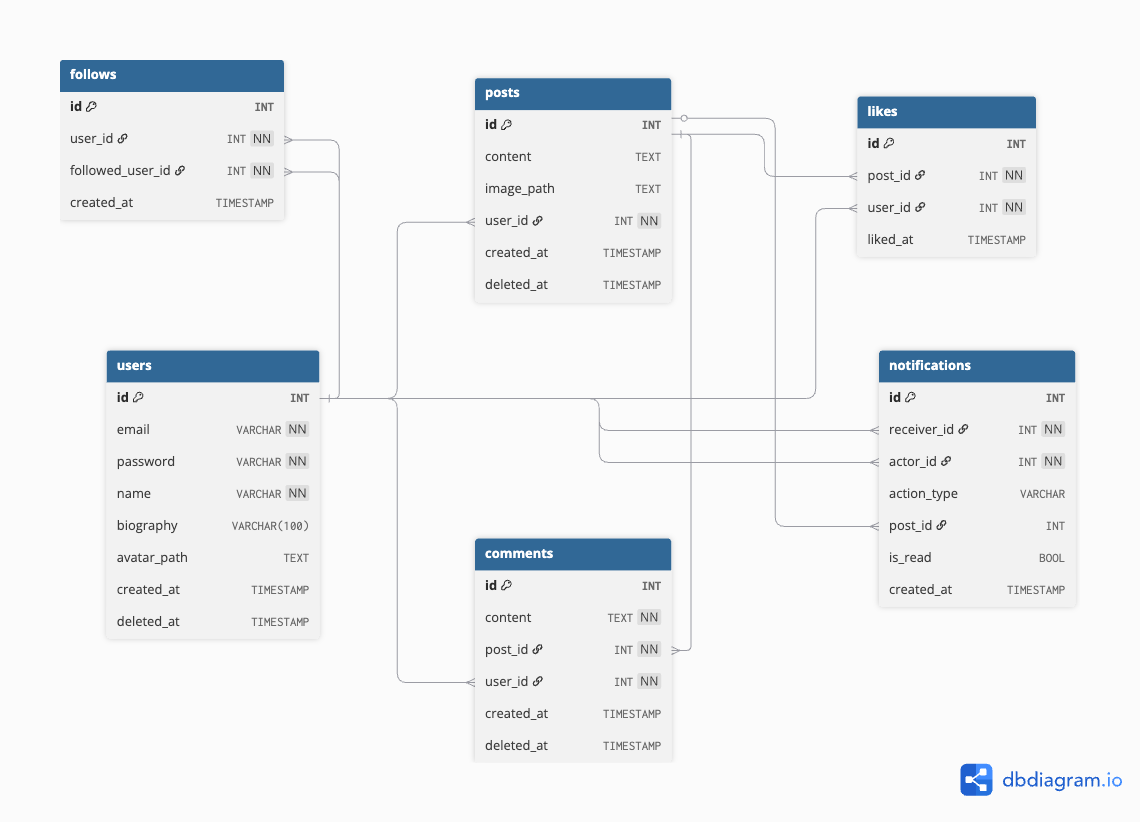 follows
id INT
user_id INT NN
followed_user_id INT NN
created_at TIMESTAMP
posts
id INT
content TEXT
image_path TEXT
user_id INT NN
created_at TIMESTAMP
deleted_at TIMESTAMP
likes
id INT
post_id INT NN
user_id INT NN
liked_at TIMESTAMP
users
id INT
email VARCHAR NN
password VARCHAR NN
name VARCHAR NN
biography VARCHAR(100)
avatar_path TEXT
created_at TIMESTAMP
deleted_at TIMESTAMP
notifications
id INT
receiver_id INT NN
actor_id INT NN
action_type VARCHAR
post_id INT
is_read BOOL
created_at TIMESTAMP
comments
id INT
content TEXT NN
post_id INT NN
user_id INT NN
created_at TIMESTAMP
deleted_at TIMESTAMP
dbdiagram.io